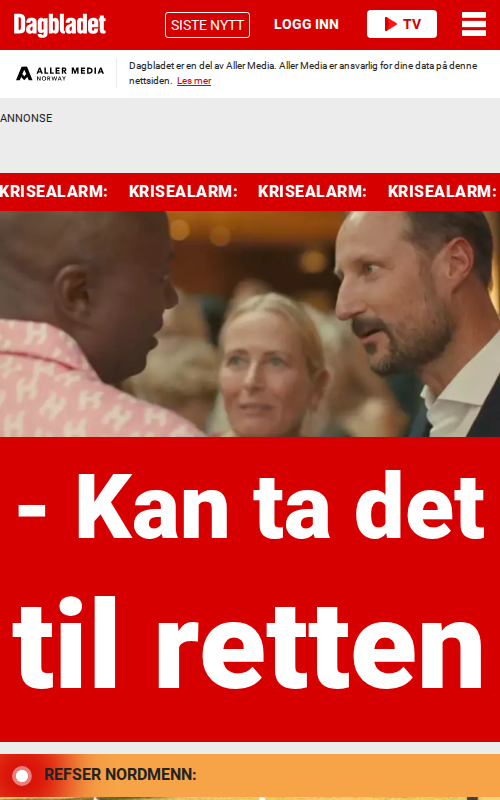 Dagbladet
SISTE NYTT
LOGG INN
TV
ALLER MEDIA
NORWAY
Dagbladet er en del av Aller Media. Aller Media er ansvarlig for dine data på denne
nettsiden. Les mer
ANNONSE
KRISEALARM: KRISEALARM: KRISEALARM: KRISEALARM:
- Kan ta det
til retten
REFSER NORDMENN: